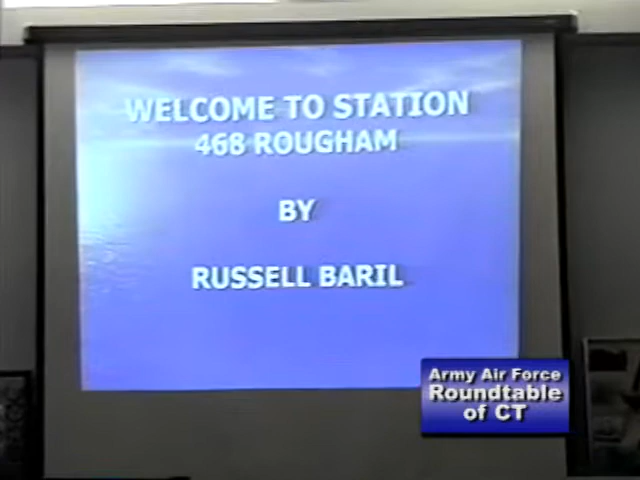 WELCOME TO STATION
468 ROUGHAM
BY
RUSSELL BARIL
Army Air Force
Roundtable
of CT